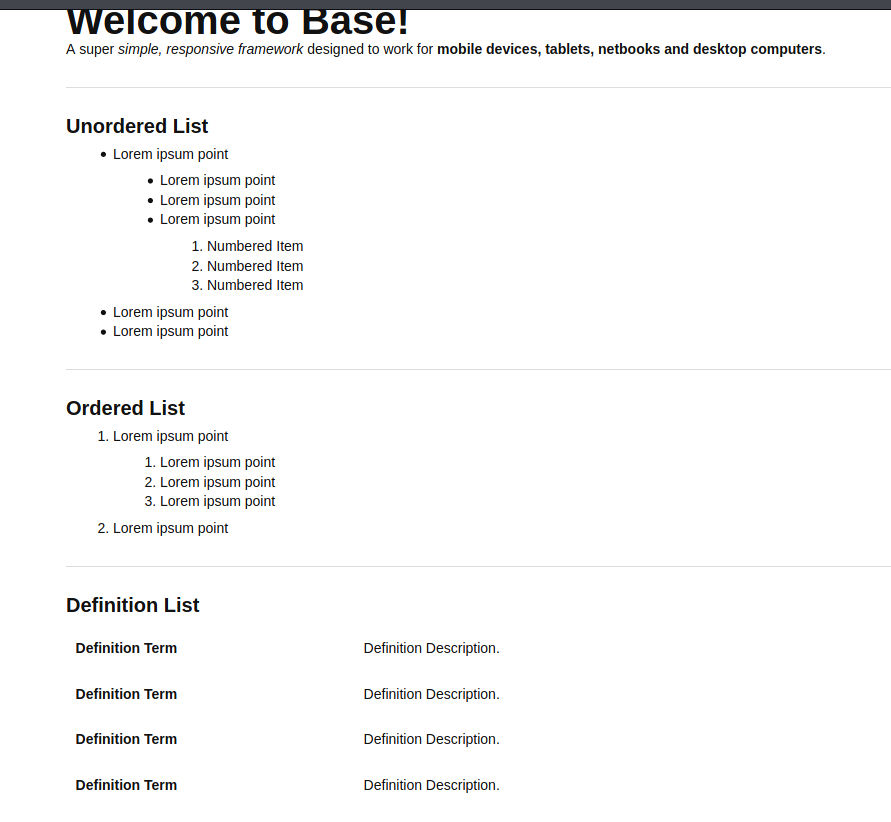 Welcome to Base!
A super simple, responsive framework designed to work for mobile devices, tablets, netbooks and desktop computers.
Unordered List
• Lorem ipsum point
• Lorem ipsum point
• Lorem ipsum point
• Lorem ipsum point
1. Numbered Item
2. Numbered Item
3. Numbered Item
• Lorem ipsum point
• Lorem ipsum point
Ordered List
1. Lorem ipsum point
1. Lorem ipsum point
2. Lorem ipsum point
3. Lorem ipsum point
2. Lorem ipsum point
Definition List
Definition Term Definition Description.
Definition Term Definition Description.
Definition Term Definition Description.
Definition Term Definition Description.